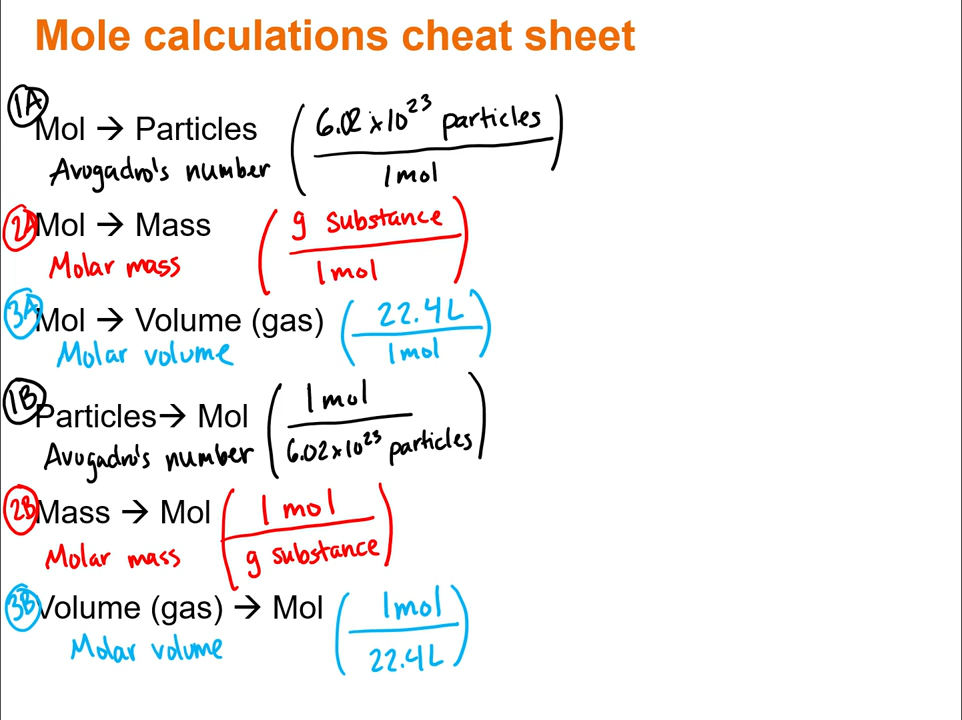 Mole calculations cheat sheet
1A Mol → Particles (6.02 x 10^23 particles / 1 mol)
Avogadro's number
2A Mol → Mass (g substance / 1 mol)
Molar mass
3A Mol → Volume (gas) (22.4 L / 1 mol)
Molar volume
1B Particles→ Mol (1 mol / 6.02 x 10^23 particles)
Avogadro's number
2B Mass → Mol (1 mol / g substance)
Molar mass
3B Volume (gas) → Mol (1 mol / 22.4 L)
Molar volume